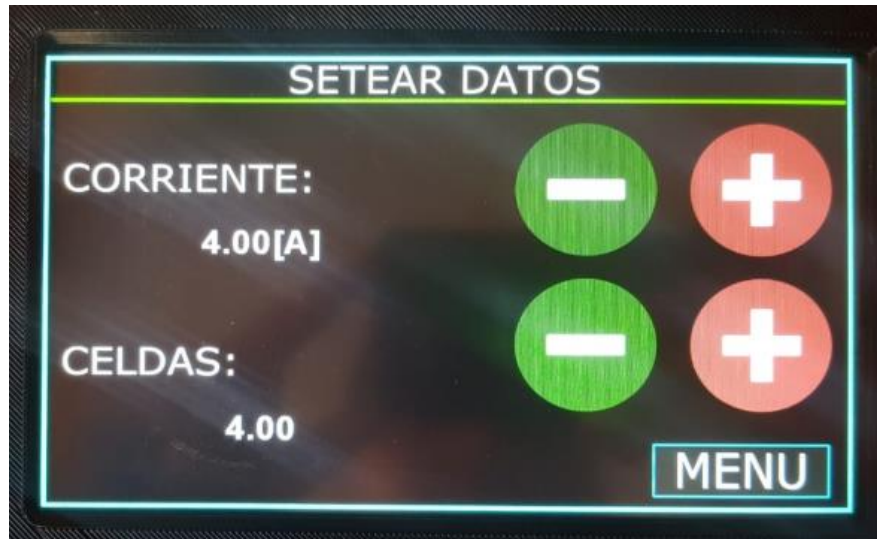 SETEAR DATOS
CORRIENTE:
4.00[A]
CELDAS:
4.00
MENU